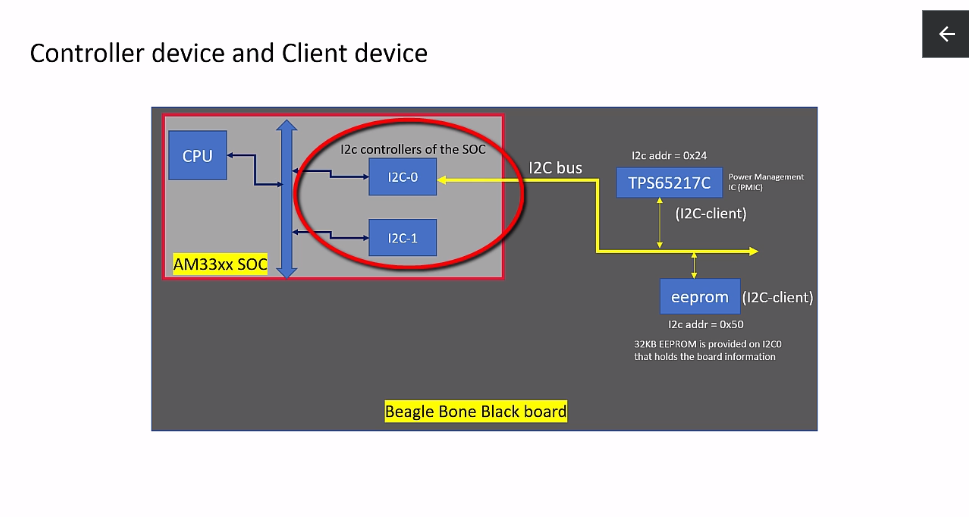 Controller device and Client device
CPU
I2c controllers of the SOC
I2C-0
I2C-1
AM33xx SOC
I2C bus
I2c addr = 0x24
TPS65217C
Power Management
IC (PMIC)
(I2C-client)
eeprom
(I2C-client)
I2c addr = 0x50
32KB EEPROM is provided on I2C0
that holds the board information
Beagle Bone Black board